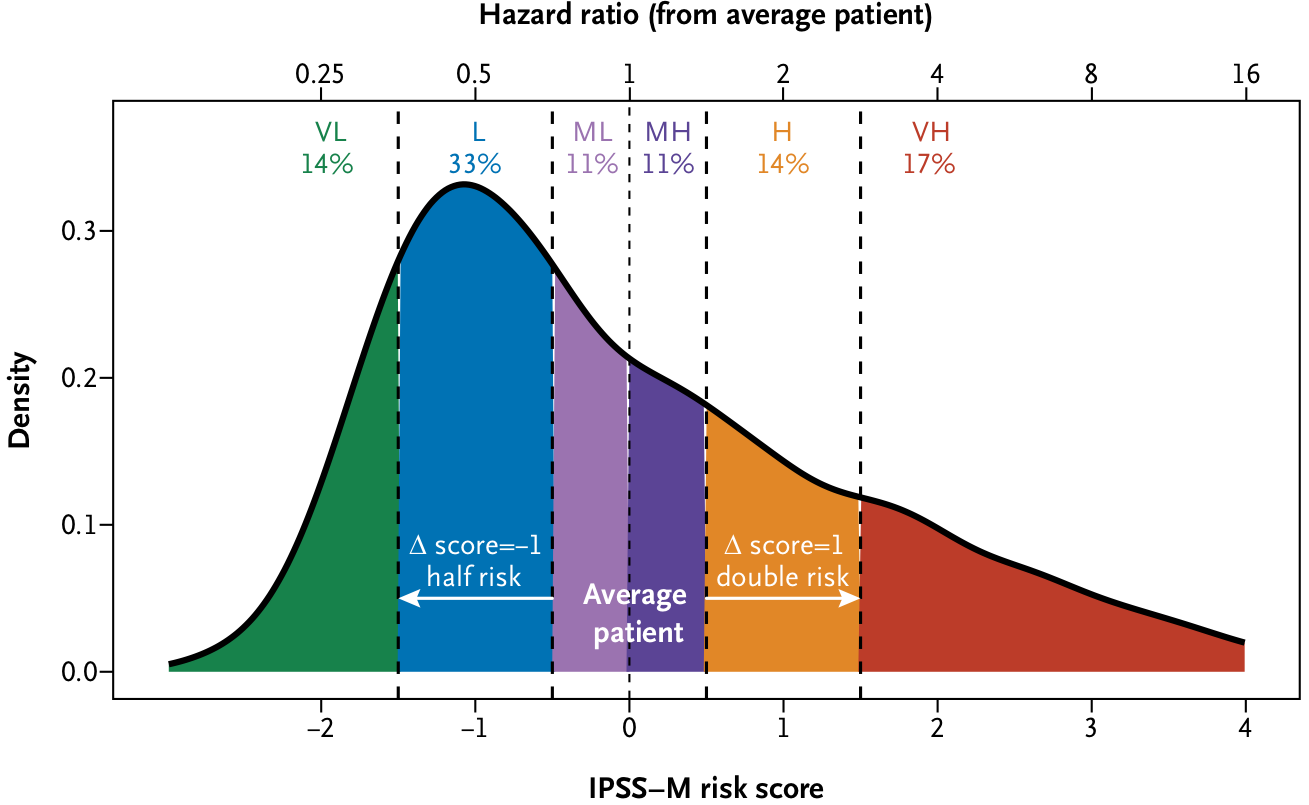 Hazard ratio (from average patient)
0.25 0.5 1 2 4 8 16
VL L ML MH H VH
14% 33% 11% 11% 14% 17%
0.3
0.2
0.1
0.0
Density
Δ score=–1
half risk
Average
patient
Δ score=1
double risk
–2 –1 0 1 2 3 4
IPSS–M risk score